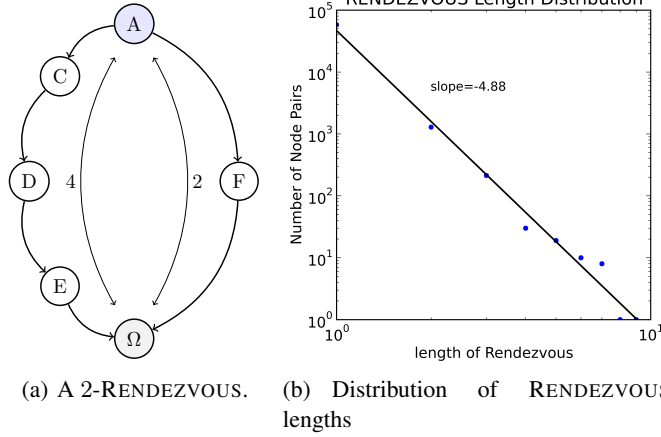 A
C
D
4
2
F
E
Ω
(a) A 2-RENDEZVOUS.
RENDEZVOUS Length Distribution
10^5
10^4
10^3
10^2
10^1
10^0
Number of Node Pairs
slope=-4.88
10^0
10^1
length of Rendezvous
(b) Distribution of RENDEZVOUS
lengths